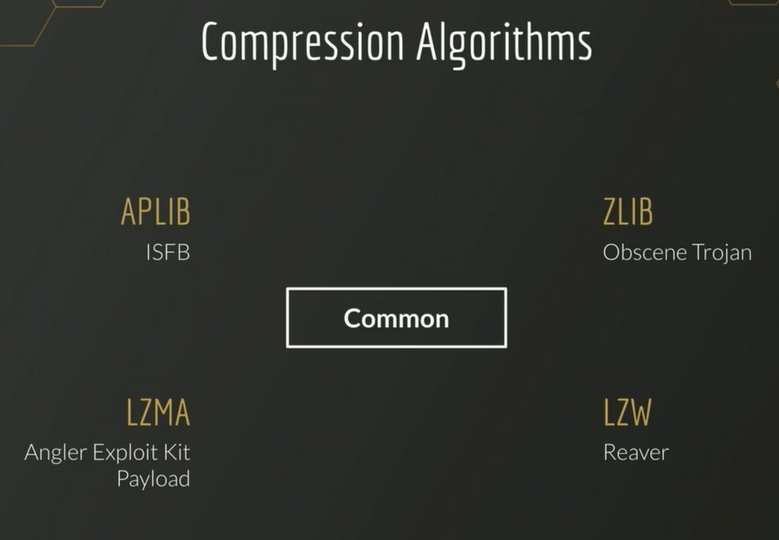 Compression Algorithms
APLIB
ISFB
ZLIB
Obscene Trojan
Common
LZMA
Angler Exploit Kit
Payload
LZW
Reaver